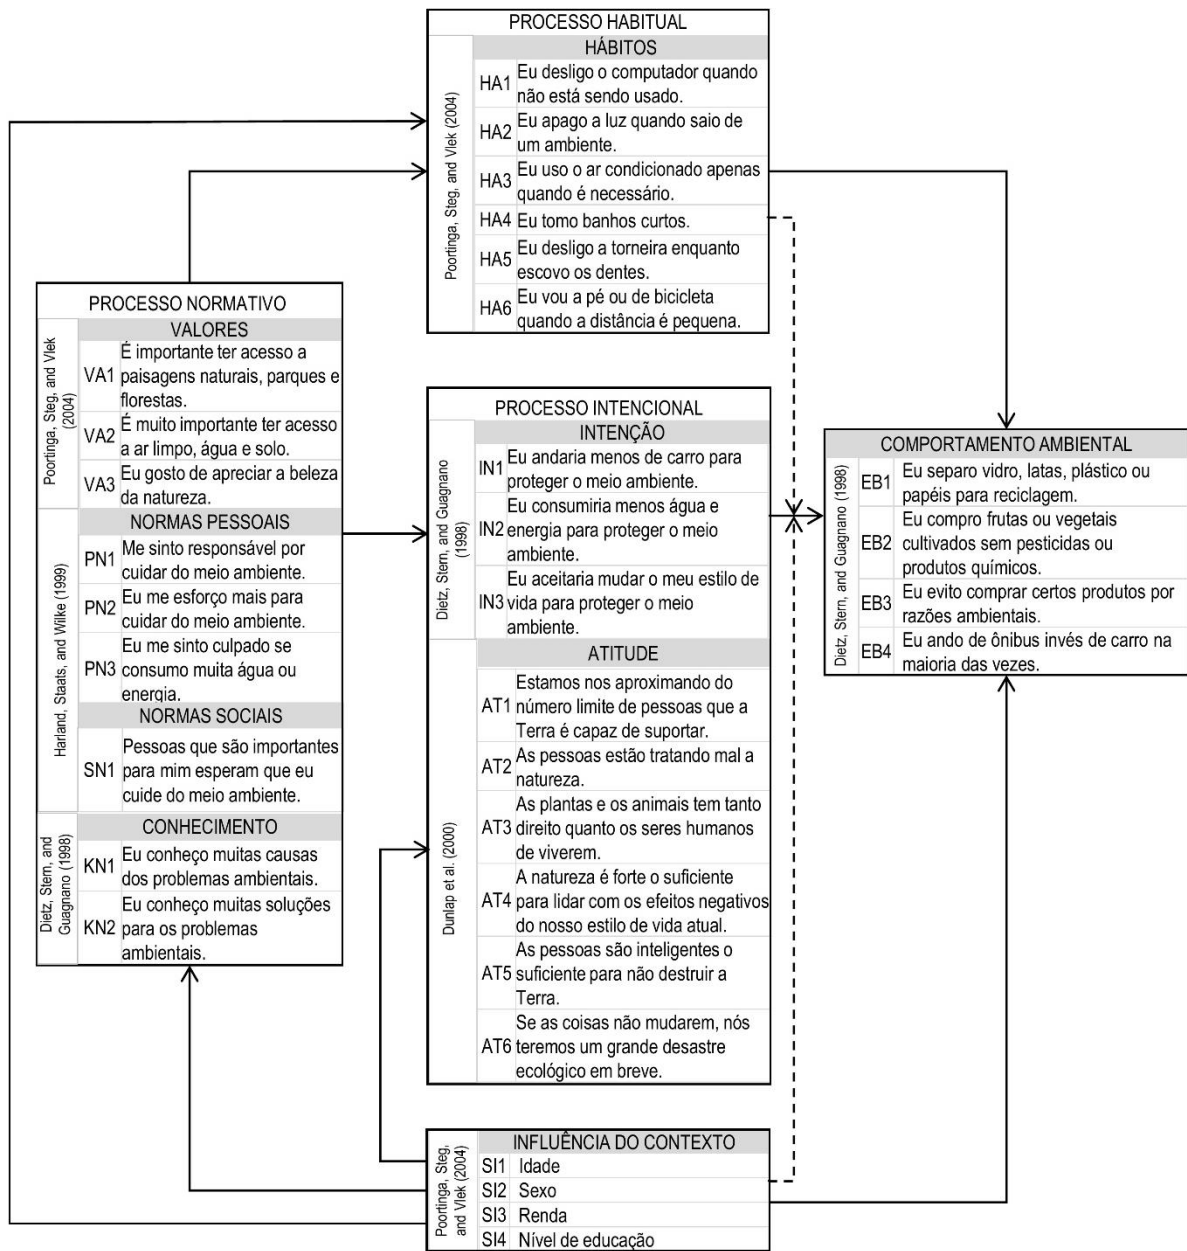 PROCESSO HABITUAL
HÁBITOS
Poortinga, Steg, and Vlek (2004)
HA1 Eu desligo o computador quando
não está sendo usado.
HA2 Eu apago a luz quando saio de
um ambiente.
HA3 Eu uso o ar condicionado apenas
quando é necessário.
HA4 Eu tomo banhos curtos.
HA5 Eu desligo a torneira enquanto
escovo os dentes.
HA6 Eu vou a pé ou de bicicleta
quando a distância é pequena.
PROCESSO NORMATIVO
VALORES
Poortinga, Steg, and Vlek
(2004)
VA1 É importante ter acesso a
paisagens naturais, parques e
florestas.
VA2 É muito importante ter acesso
a ar limpo, água e solo.
VA3 Eu gosto de apreciar a beleza
da natureza.
NORMAS PESSOAIS
Harland, Staats, and Wilke (1999)
PN1 Me sinto responsável por
cuidar do meio ambiente.
PN2 Eu me esforço mais para
cuidar do meio ambiente.
PN3 Eu me sinto culpado se
consumo muita água ou
energia.
NORMAS SOCIAIS
SN1 Pessoas que são importantes
para mim esperam que eu
cuide do meio ambiente.
CONHECIMENTO
Dietz, Stern, and
Guagnano (1998)
KN1 Eu conheço muitas causas
dos problemas ambientais.
KN2 Eu conheço muitas soluções
para os problemas
ambientais.
PROCESSO INTENCIONAL
INTENÇÃO
Dietz, Stern, and Guagnano
(1998)
IN1 Eu andaria menos de carro para
proteger o meio ambiente.
IN2 Eu consumiria menos água e
energia para proteger o meio
ambiente.
IN3 Eu aceitaria mudar o meu estilo de
vida para proteger o meio
ambiente.
ATITUDE
Dunlap et al. (2000)
AT1 Estamos nos aproximando do
número limite de pessoas que a
Terra é capaz de suportar.
AT2 As pessoas estão tratando mal a
natureza.
AT3 As plantas e os animais tem tanto
direito quanto os seres humanos
de viverem.
AT4 A natureza é forte o suficiente
para lidar com os efeitos negativos
do nosso estilo de vida atual.
AT5 As pessoas são inteligentes o
suficiente para não destruir a
Terra.
AT6 Se as coisas não mudarem, nós
teremos um grande desastre
ecológico em breve.
COMPORTAMENTO AMBIENTAL
Dietz, Stern, and Guagnano (1998)
EB1 Eu separo vidro, latas, plástico ou
papéis para reciclagem.
EB2 Eu compro frutas ou vegetais
cultivados sem pesticidas ou
produtos químicos.
EB3 Eu evito comprar certos produtos por
razões ambientais.
EB4 Eu ando de ônibus invés de carro na
maioria das vezes.
INFLUÊNCIA DO CONTEXTO
Poortinga, Steg,
and Vlek (2004)
SI1 Idade
SI2 Sexo
SI3 Renda
SI4 Nível de educação